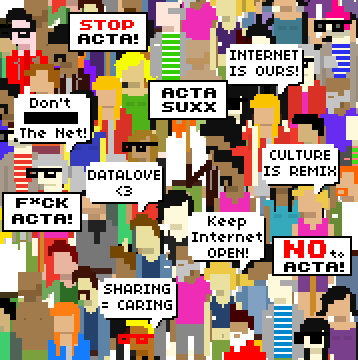 STOP
ACTA!
INTERNET
IS OURS!
ACTA
SUXX
Don't
The Net!
CULTURE
IS REMIX
DATALOVE
<3
F*CK
ACTA!
Keep
Internet
OPEN!
NO to
ACTA!
SHARING
= CARING